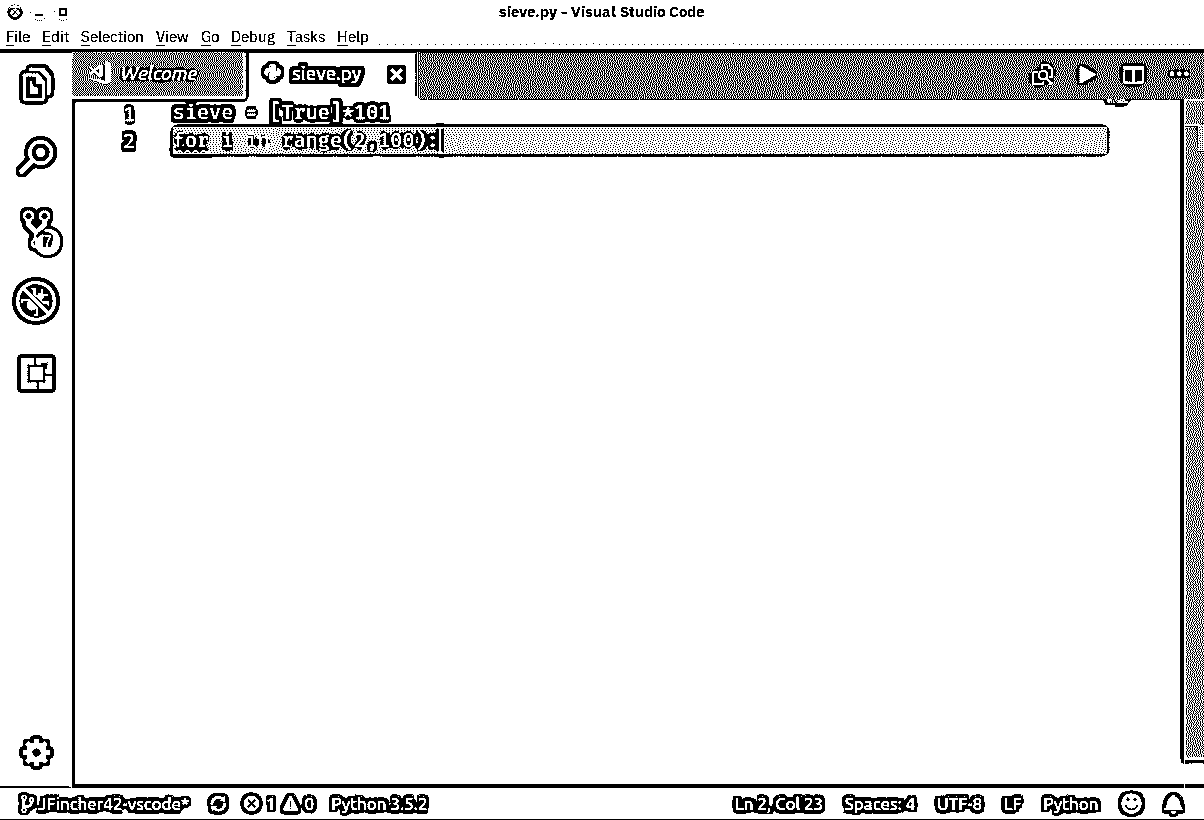 sieve.py - Visual Studio Code
File Edit Selection View Go Debug Tasks Help
Welcome sieve.py
1 sieve = [True]*101
2 for i in range(2,100):
17
JFincher42-vscode* 1 0 Python 3.5.2 Ln 2, Col 23 Spaces: 4 UTF-8 LF Python